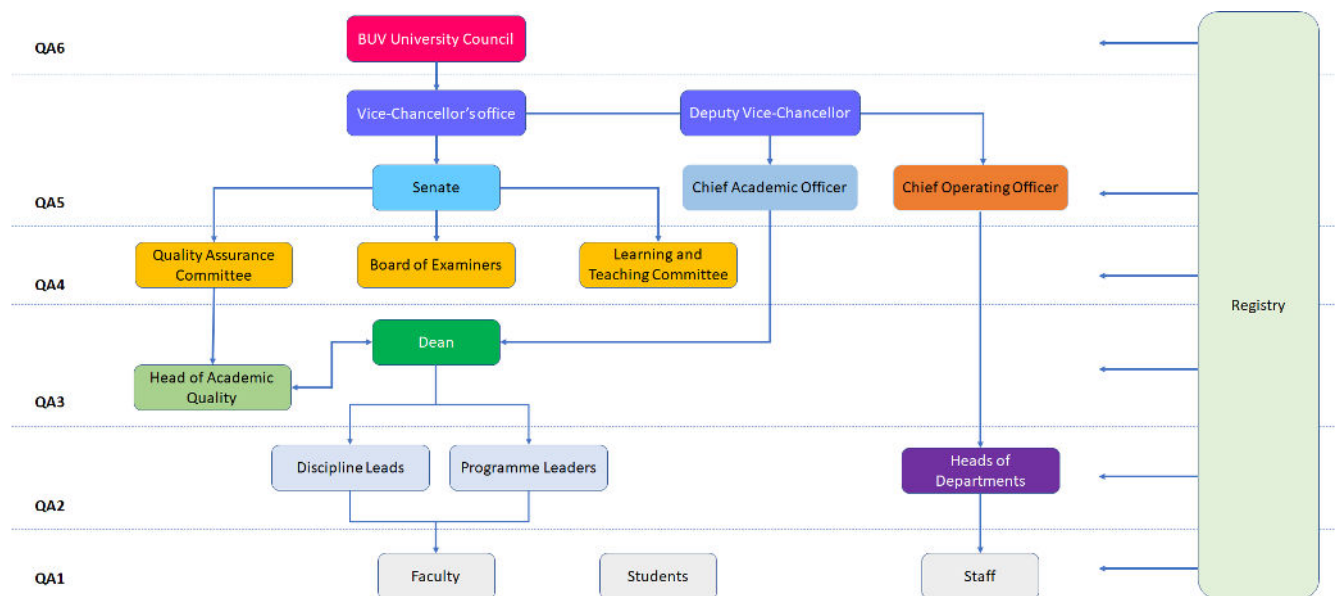 QA6
BUV University Council
Vice-Chancellor's office
Deputy Vice-Chancellor
QA5
Senate
Chief Academic Officer
Chief Operating Officer
QA4
Quality Assurance
Committee
Board of Examiners
Learning and
Teaching Committee
Registry
Dean
QA3
Head of Academic
Quality
QA2
Discipline Leads
Programme Leaders
Heads of
Departments
QA1
Faculty
Students
Staff